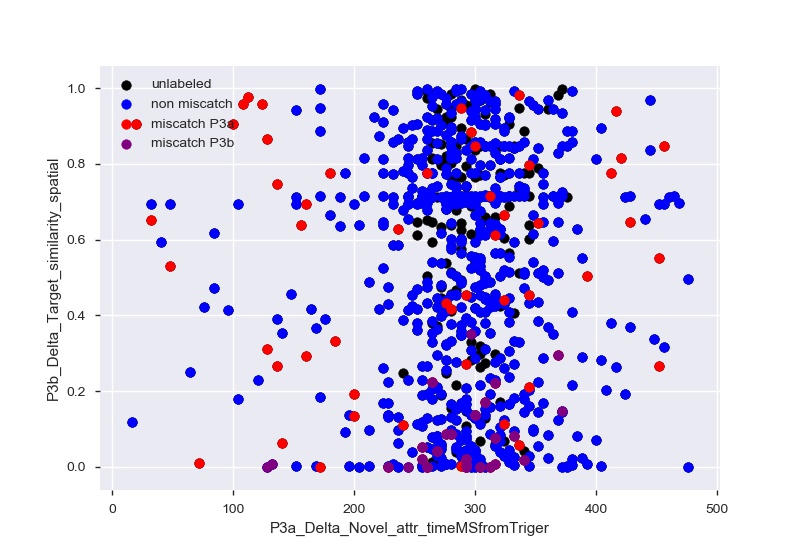 1.0
0.8
0.6
0.4
0.2
0.0
P3b_Delta_Target_similarity_spatial
unlabeled
non miscatch
miscatch P3a
miscatch P3b
0
100
200
300
400
500
P3a_Delta_Novel_attr_timeMSfromTriger